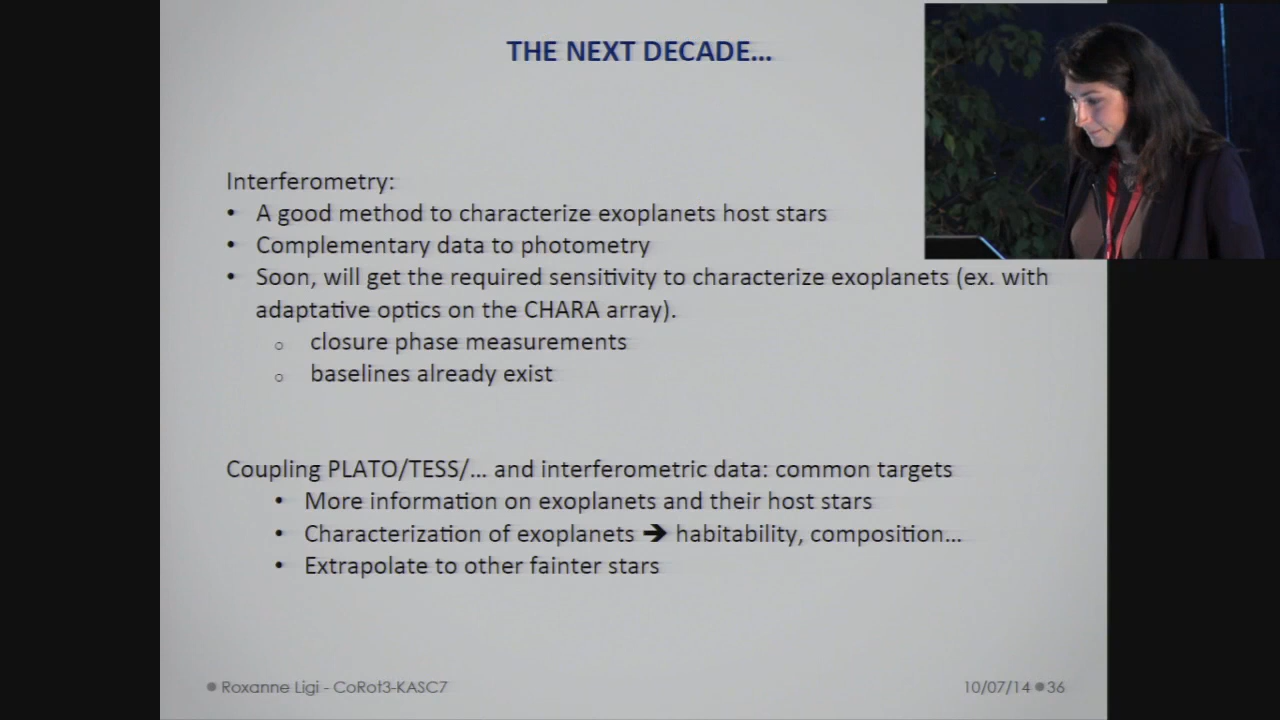 THE NEXT DECADE...
Interferometry:
• A good method to characterize exoplanets host stars
• Complementary data to photometry
• Soon, will get the required sensitivity to characterize exoplanets (ex. with
adaptative optics on the CHARA array).
○ closure phase measurements
○ baselines already exist
Coupling PLATO/TESS/... and interferometric data: common targets
• More information on exoplanets and their host stars
• Characterization of exoplanets ➔ habitability, composition...
• Extrapolate to other fainter stars
● Roxanne Ligi - CoRot3-KASC7 10/07/14 ● 36